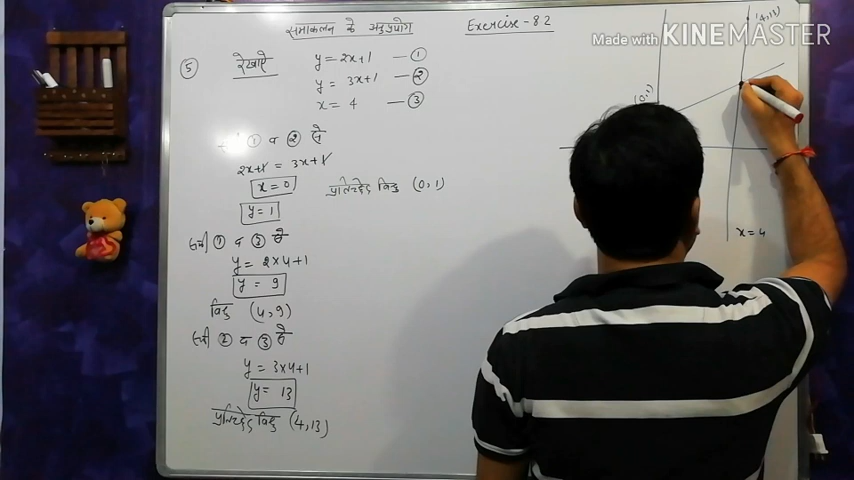 समाकलन के अनुप्रयोग Exercise-8.2
Made with KINEMASTER
⑤ रेखाऐ y = 2x+1 — ①
y = 3x+1 — ②
x = 4 — ③
① व ② से
2x+1 = 3x+1
x = 0 प्रतिच्छेद बिन्दु (0,1)
y = 1
समी ① व ③ से
y = 2×4+1
y = 9
बिन्दु (4,9)
समी ② व ③ से
y = 3×4+1
y = 13
प्रतिच्छेद बिन्दु (4,13)
(4,13)
(0,1)
x=4